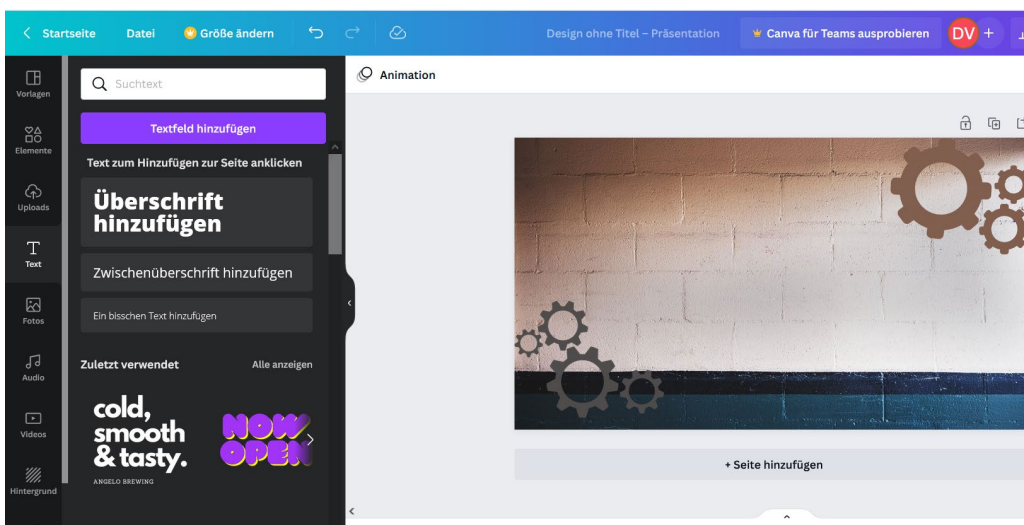 Startseite Datei Größe ändern Design ohne Titel – Präsentation Canva für Teams ausprobieren DV +
Vorlagen
Elemente
Uploads
Text
Fotos
Audio
Videos
Hintergrund
Suchtext
Textfeld hinzufügen
Text zum Hinzufügen zur Seite anklicken
Überschrift
hinzufügen
Zwischenüberschrift hinzufügen
Ein bisschen Text hinzufügen
Zuletzt verwendet Alle anzeigen
cold,
smooth
& tasty.
ANGELO BREWING
NOW
OPEN
Animation
+ Seite hinzufügen